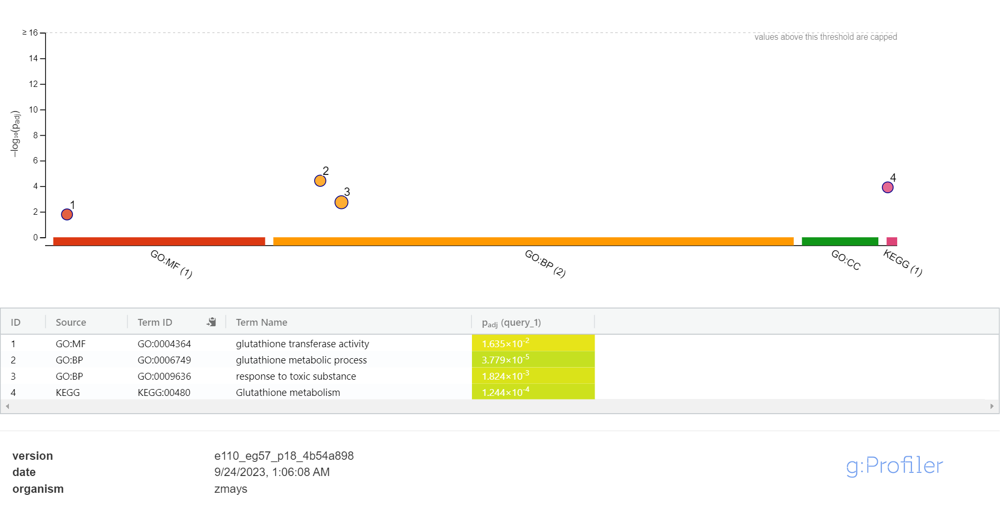 ≥ 16
values above this threshold are capped
14
12
10
8
6
4
2
0
–log₁₀(padj)
1
2
3
4
GO:MF (1)
GO:BP (2)
GO:CC
KEGG (1)
ID Source Term ID Term Name padj (query_1)
1 GO:MF GO:0004364 glutathione transferase activity 1.635×10⁻²
2 GO:BP GO:0006749 glutathione metabolic process 3.779×10⁻⁵
3 GO:BP GO:0009636 response to toxic substance 1.824×10⁻³
4 KEGG KEGG:00480 Glutathione metabolism 1.244×10⁻⁴
version e110_eg57_p18_4b54a898
date 9/24/2023, 1:06:08 AM
organism zmays
g:Profiler